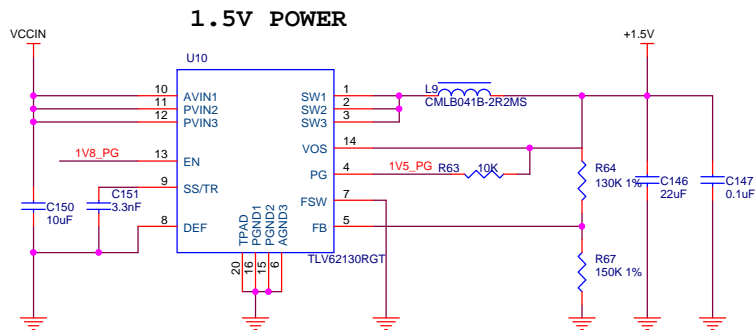 1.5V POWER
VCCIN
+1.5V
U10
10 AVIN1
11 PVIN2
12 PVIN3
13 EN
9 SS/TR
8 DEF
SW1 1
SW2 2
SW3 3
VOS 14
PG 4
FSW 7
FB 5
TPAD 20
PGND1 16
PGND2 15
AGND3 6
TLV62130RGT
1V8_PG
C150
10uF
C151
3.3nF
L9
CMLB041B-2R2MS
1V5_PG
R63 10K
R64
130K 1%
R67
150K 1%
C146
22uF
C147
0.1uF